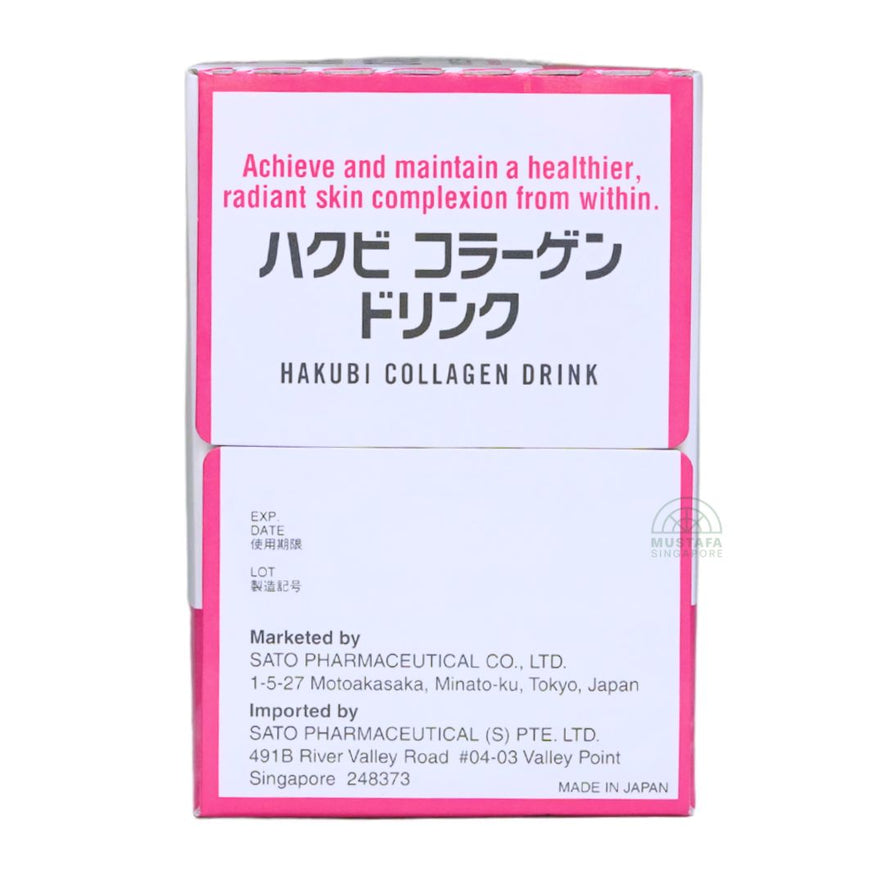 Achieve and maintain a healthier,
radiant skin complexion from within.
ハクビ コラーゲン
ドリンク
HAKUBI COLLAGEN DRINK
EXP.
DATE
使用期限
LOT
製造記号
MUSTAFA
SINGAPORE
Marketed by
SATO PHARMACEUTICAL CO., LTD.
1-5-27 Motoakasaka, Minato-ku, Tokyo, Japan
Imported by
SATO PHARMACEUTICAL (S) PTE. LTD.
491B River Valley Road #04-03 Valley Point
Singapore 248373
MADE IN JAPAN